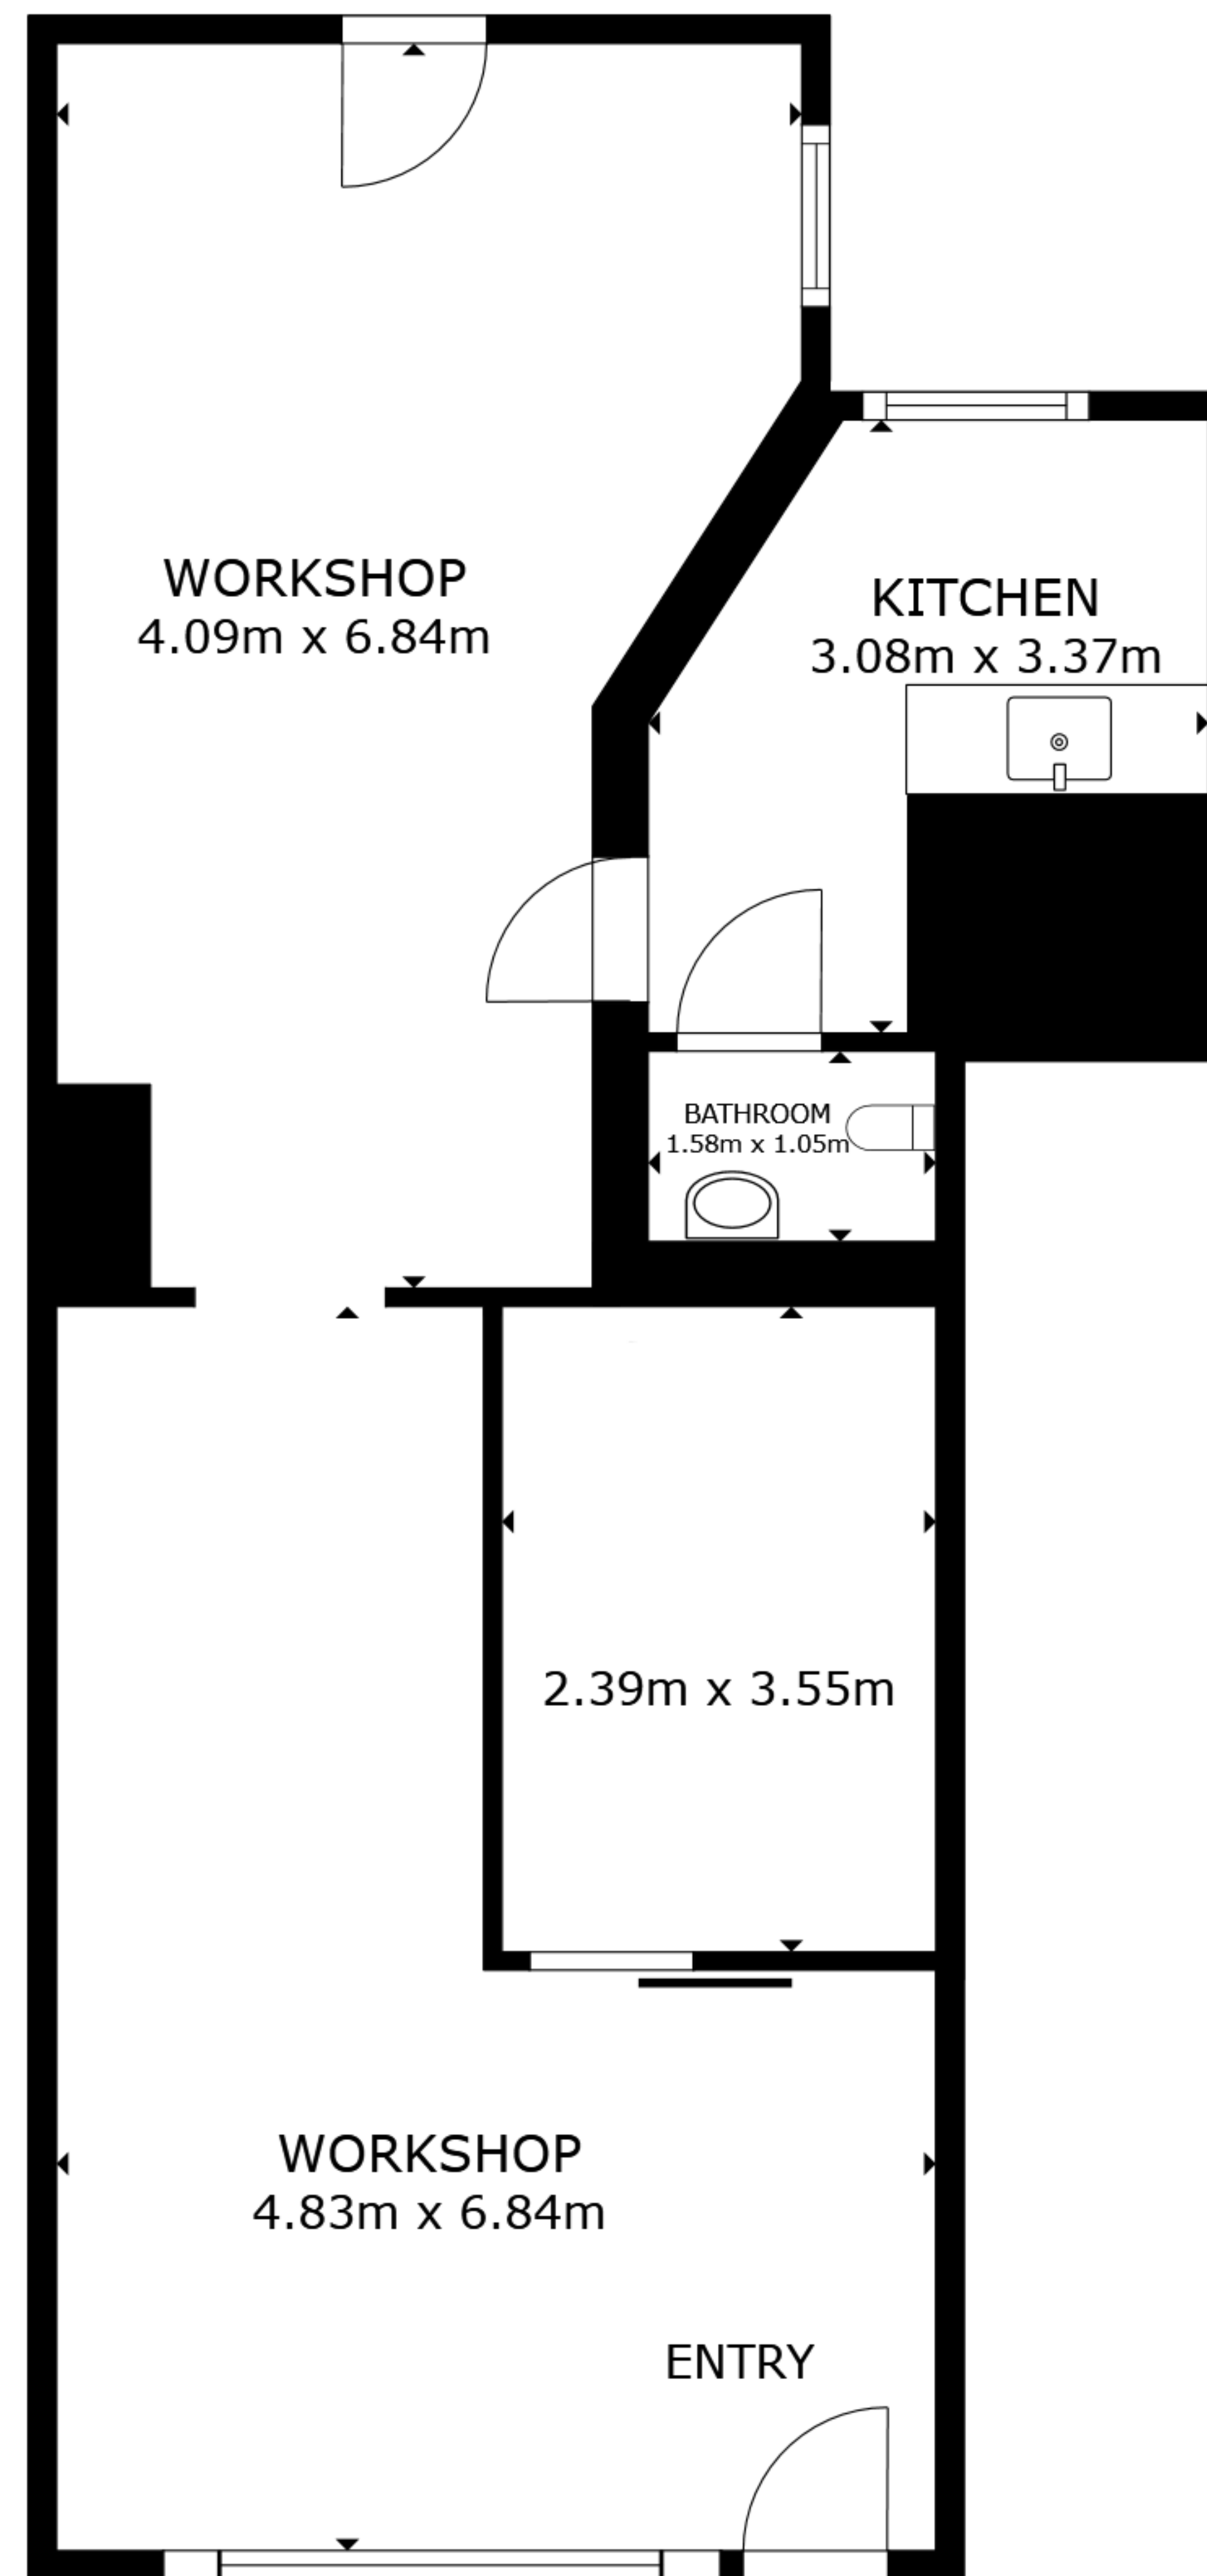 WORKSHOP
4.09m x 6.84m
KITCHEN
3.08m x 3.37m
BATHROOM
1.58m x 1.05m
2.39m x 3.55m
WORKSHOP
4.83m x 6.84m
ENTRY